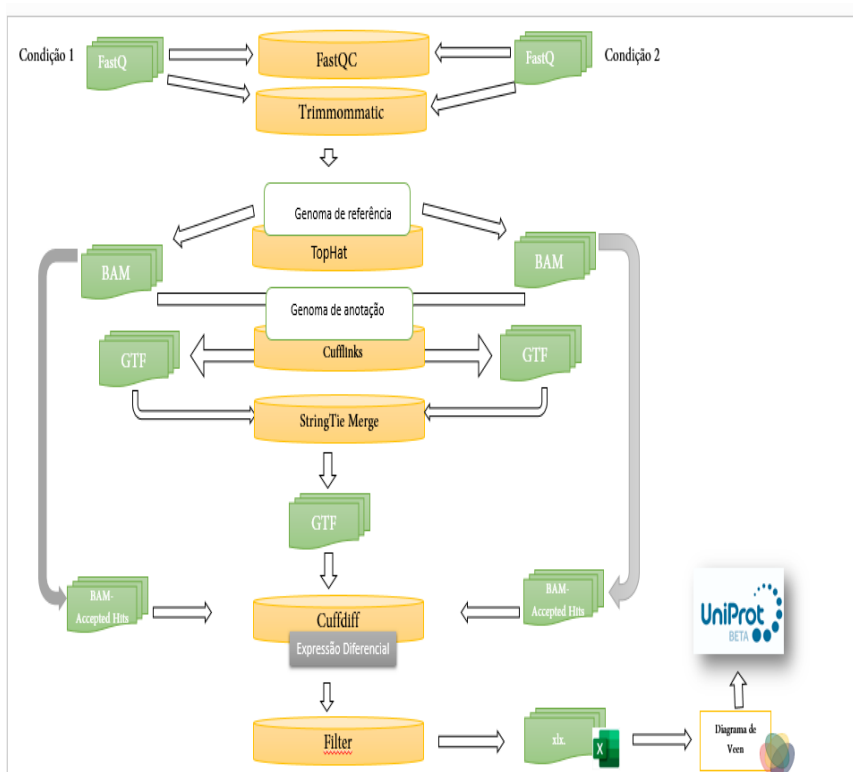 Condição 1
FastQ
FastQC
FastQ
Condição 2
Trimmommatic
Genoma de referência
TopHat
BAM
BAM
Genoma de anotação
Cufflinks
GTF
GTF
StringTie Merge
GTF
BAM-
Accepted Hits
Cuffdiff
Expressão Diferencial
BAM-
Accepted Hits
UniProt
BETA
Filter
xlx.
X
Diagrama de
Veen